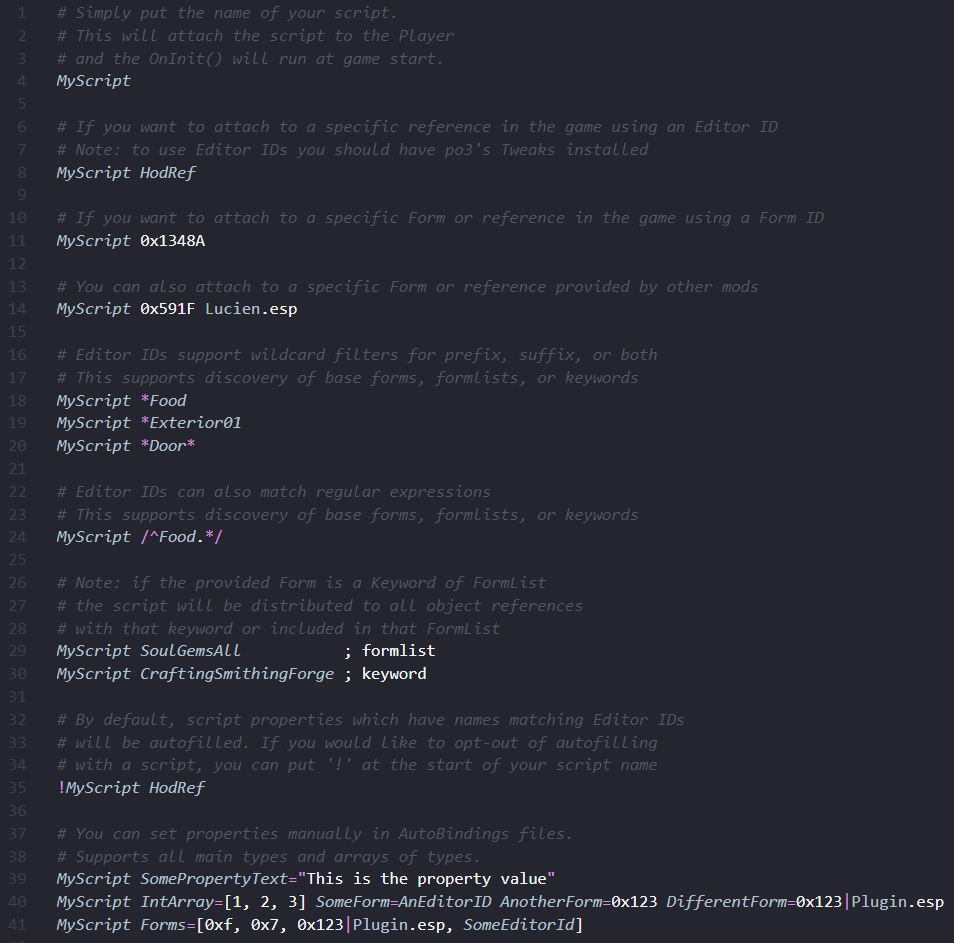 1 # Simply put the name of your script.
2 # This will attach the script to the Player
3 # and the OnInit() will run at game start.
4 MyScript
5
6 # If you want to attach to a specific reference in the game using an Editor ID
7 # Note: to use Editor IDs you should have po3's Tweaks installed
8 MyScript HodRef
9
10 # If you want to attach to a specific Form or reference in the game using a Form ID
11 MyScript 0x1348A
12
13 # You can also attach to a specific Form or reference provided by other mods
14 MyScript 0x591F Lucien.esp
15
16 # Editor IDs support wildcard filters for prefix, suffix, or both
17 # This supports discovery of base forms, formlists, or keywords
18 MyScript *Food
19 MyScript *Exterior01
20 MyScript *Door*
21
22 # Editor IDs can also match regular expressions
23 # This supports discovery of base forms, formlists, or keywords
24 MyScript /^Food.*/
25
26 # Note: if the provided Form is a Keyword of FormList
27 # the script will be distributed to all object references
28 # with that keyword or included in that FormList
29 MyScript SoulGemsAll           ; formlist
30 MyScript CraftingSmithingForge ; keyword
31
32 # By default, script properties which have names matching Editor IDs
33 # will be autofilled. If you would like to opt-out of autofilling
34 # with a script, you can put '!' at the start of your script name
35 !MyScript HodRef
36
37 # You can set properties manually in AutoBindings files.
38 # Supports all main types and arrays of types.
39 MyScript SomePropertyText="This is the property value"
40 MyScript IntArray=[1, 2, 3] SomeForm=AnEditorID AnotherForm=0x123 DifferentForm=0x123|Plugin.esp
41 MyScript Forms=[0xf, 0x7, 0x123|Plugin.esp, SomeEditorId]